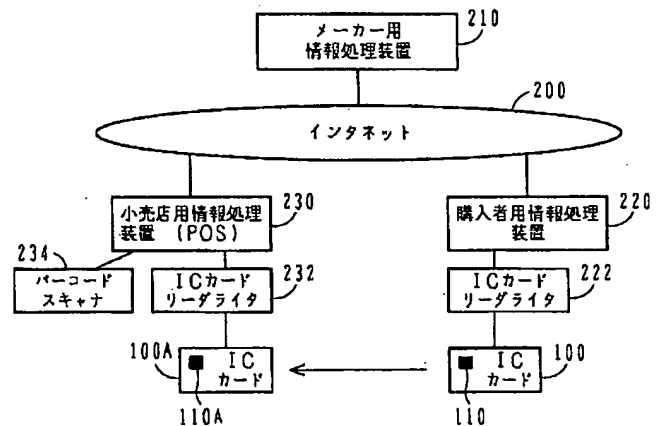 メーカー用
情報処理装置
210
200
インタネット
小売店用情報処理
装置 (POS)
230
購入者用情報処理
装置
220
234
バーコード
スキャナ
ICカード
リーダライタ
232
ICカード
リーダライタ
222
100A
IC
カード
110A
IC
カード
100
110